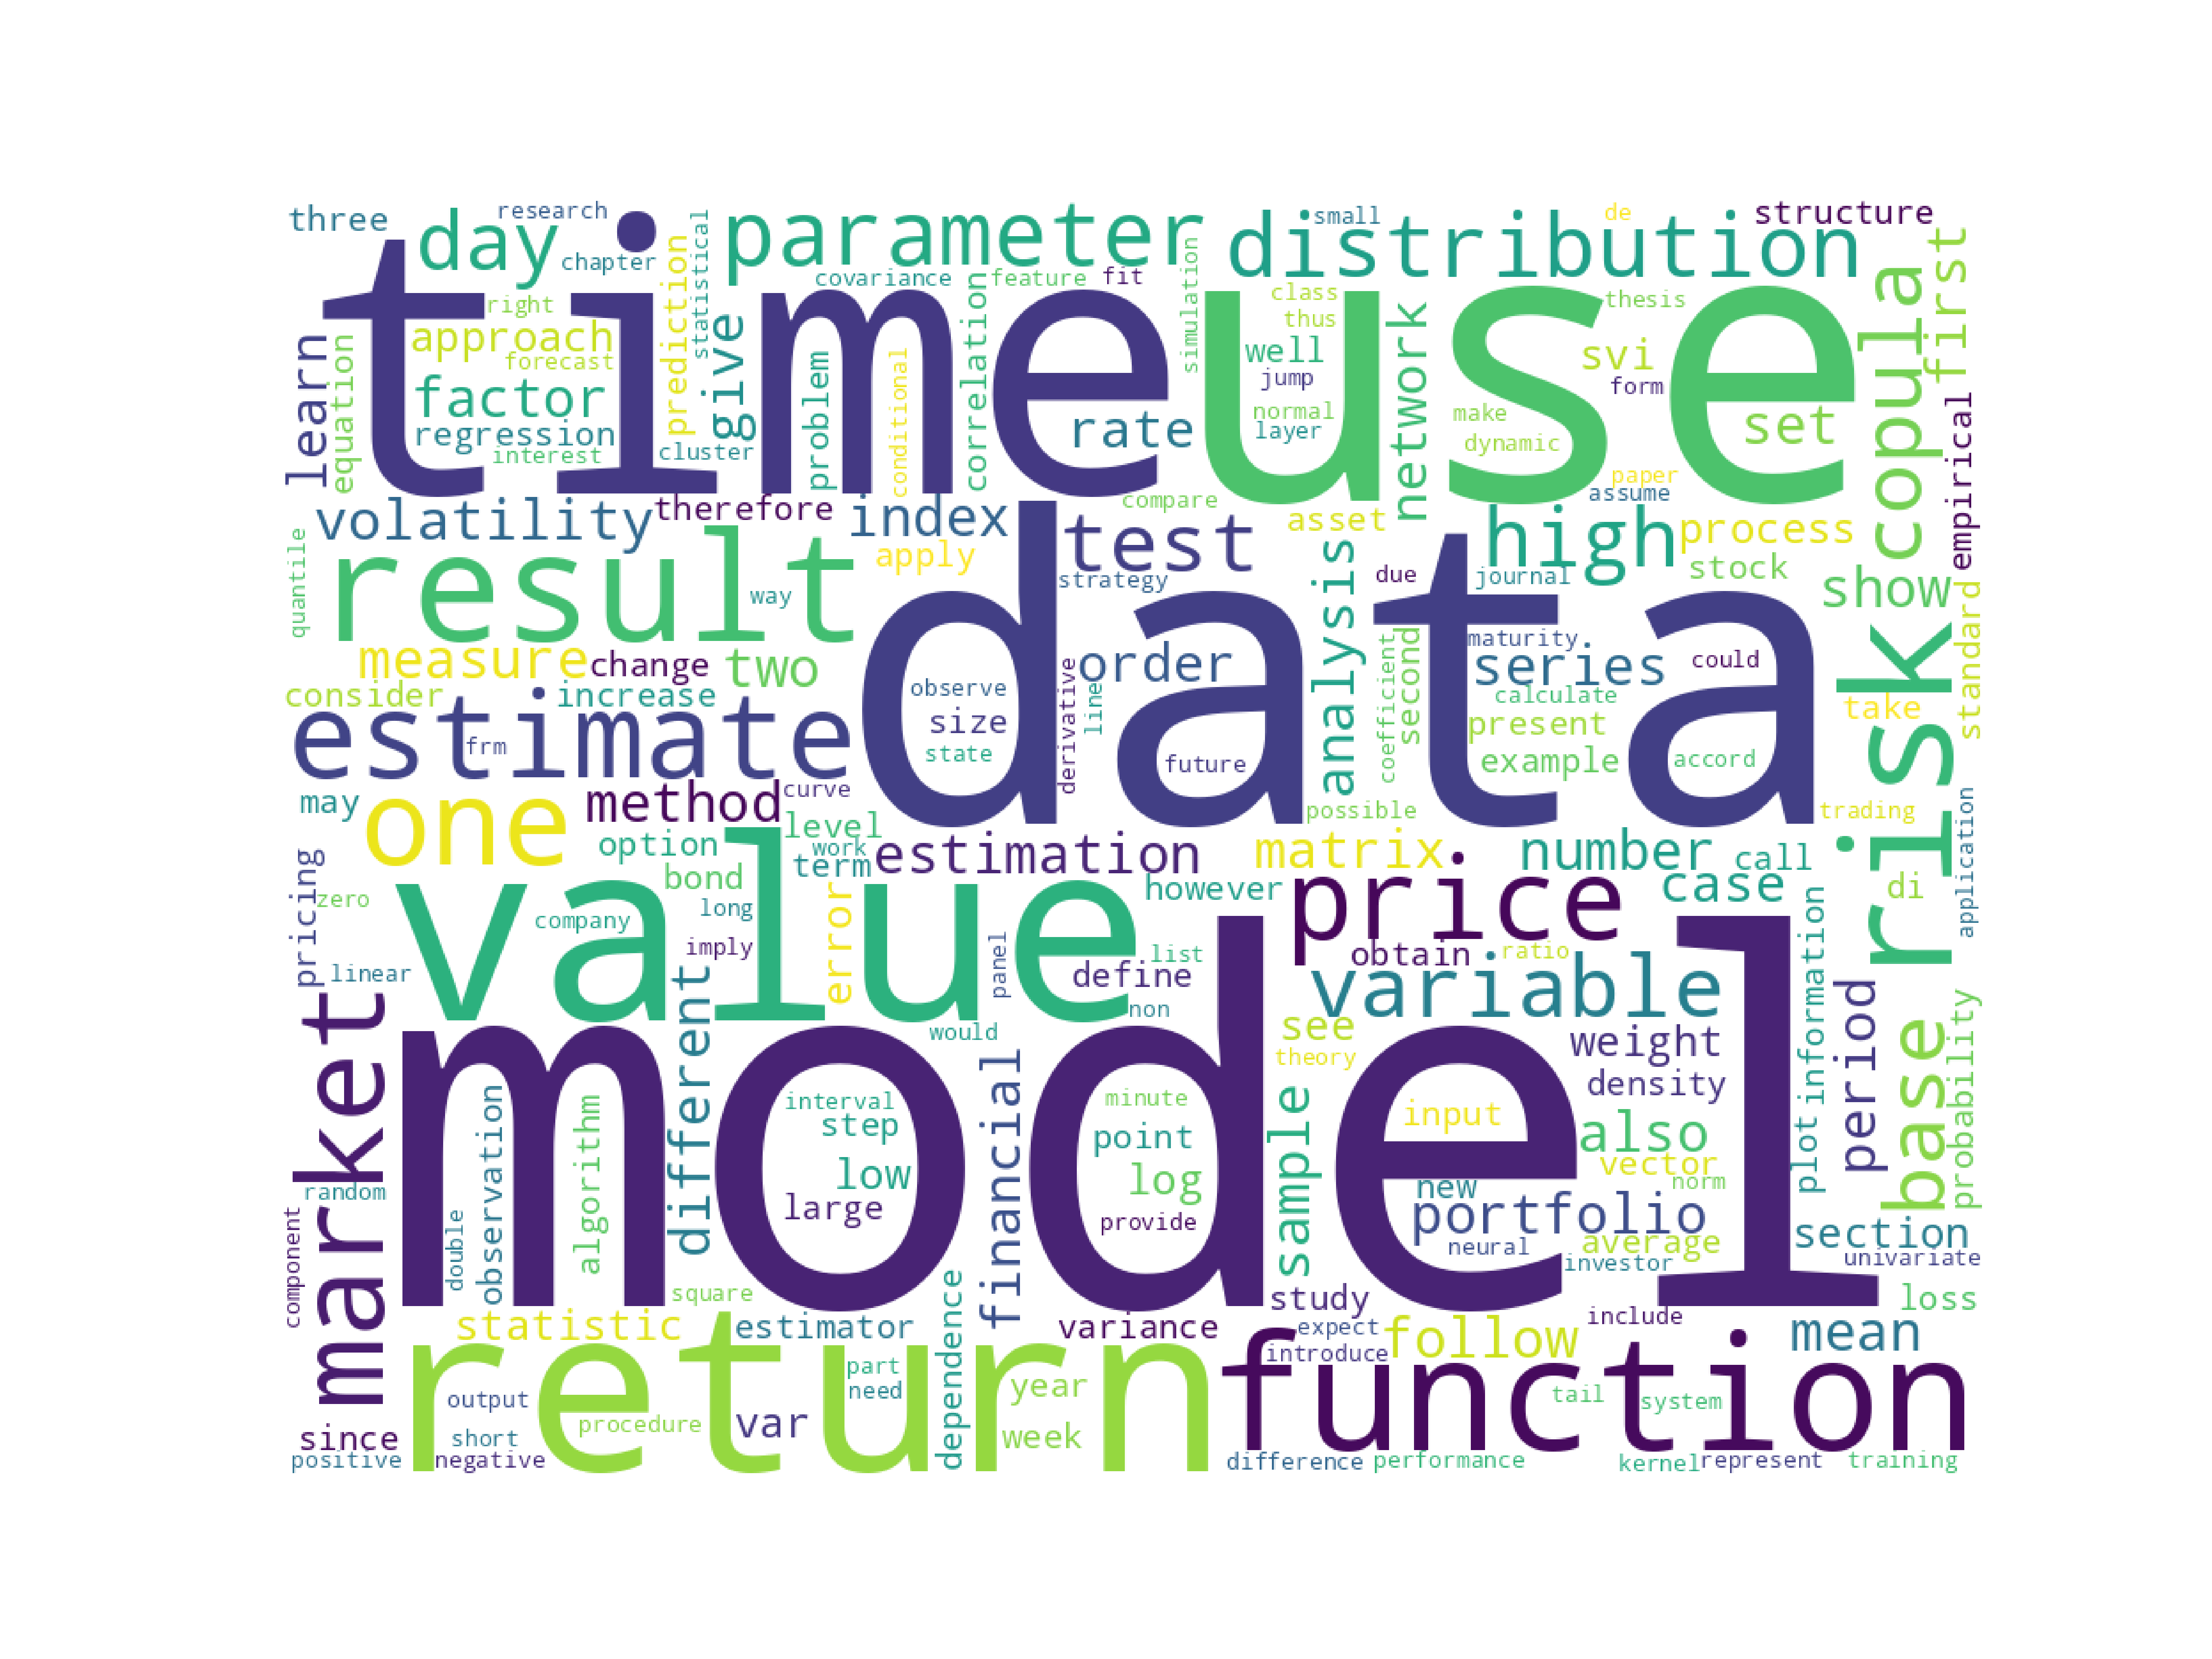 three
research
day
chapter
parameter
small
distribution
de
structure
time
use
right
approach
forecast
factor
regression
interest
learn
equation
prediction
statistical
cluster
give
covariance
feature
fit
problem
conditional
correlation
simulation
rate
class
thus
well
jump
normal
layer
network
make
dynamic
thesis
svi
form
set
paper
assume
copula
first
empirical
volatility
therefore
index
compare
test
asset
high
process
stock
quantile
result
way
apply
strategy
due
journal
show
data
measure
change
two
order
analysis
maturity
series
could
standard
consider
increase
observe
size
state
derivative
line
coefficient
second
calculate
present
example
accord
take
risk
estimate
frm
future
may
method
curve
possible
trading
application
one
option
level
work
term
estimation
matrix
number
call
case
di
pricing
zero
bond
company
long
however
price
value
imply
error
linear
panel
list
define
obtain
ratio
variable
non
would
see
theory
weight
density
plot
information
period
base
probability
market
different
financial
model
interval
step
low
large
minute
point
log
provide
sample
input
also
vector
norm
new
portfolio
neural
average
investor
section
univariate
random
component
double
observation
algorithm
square
statistic
estimator
dependence
variance
study
expect
introduce
follow
include
mean
loss
return
function
part
need
year
week
var
output
procedure
since
short
positive
negative
tail
system
difference
performance
kernel
represent
training